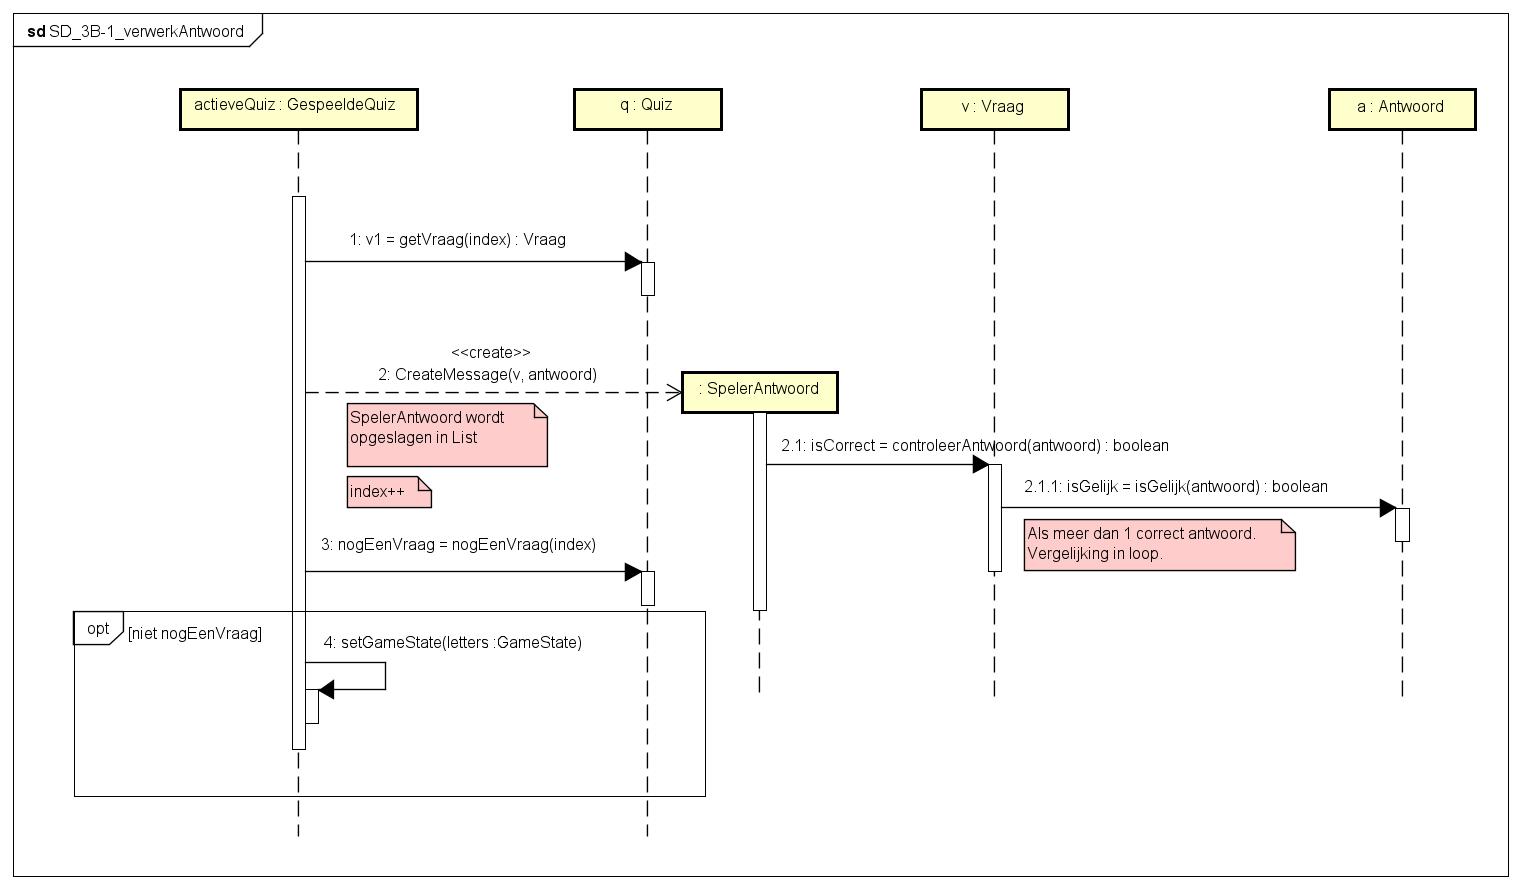 sd SD_3B-1_verwerkAntwoord
actieveQuiz : GespeeldeQuiz
q : Quiz
v : Vraag
a : Antwoord
1: v1 = getVraag(index) : Vraag
<<create>>
2: CreateMessage(v, antwoord)
: SpelerAntwoord
SpelerAntwoord wordt
opgeslagen in List
2.1: isCorrect = controleerAntwoord(antwoord) : boolean
index++
2.1.1: isGelijk = isGelijk(antwoord) : boolean
Als meer dan 1 correct antwoord.
Vergelijking in loop.
3: nogEenVraag = nogEenVraag(index)
opt
[niet nogEenVraag]
4: setGameState(letters :GameState)